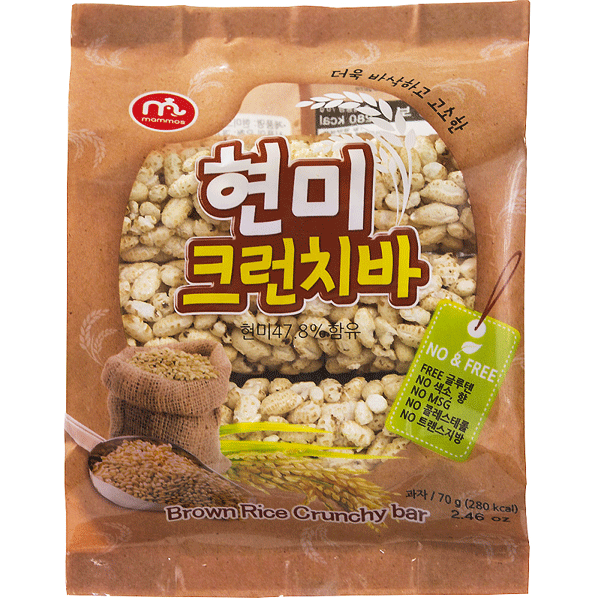 더욱 바삭하고 고소한
mammos
280 kcal
현미
크런치바
현미47.8% 함유
NO & FREE
FREE 글루텐
NO 색소, 향
NO MSG
NO 콜레스테롤
NO 트랜스지방
과자 / 70 g (280 kcal)
2.46 oz
Brown Rice Crunchy bar